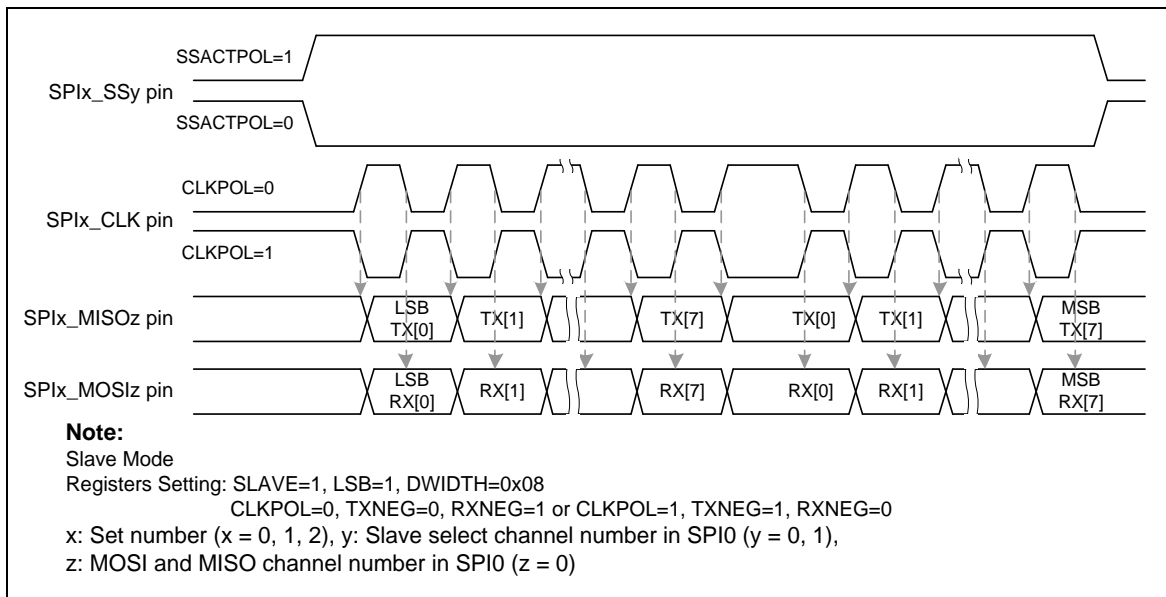 SSACTPOL=1
SPIx_SSy pin
SSACTPOL=0
CLKPOL=0
SPIx_CLK pin
CLKPOL=1
SPIx_MISOz pin
LSB
TX[0]
TX[1]
TX[7]
TX[0]
TX[1]
MSB
TX[7]
SPIx_MOSIz pin
LSB
RX[0]
RX[1]
RX[7]
RX[0]
RX[1]
MSB
RX[7]
Note:
Slave Mode
Registers Setting: SLAVE=1, LSB=1, DWIDTH=0x08
CLKPOL=0, TXNEG=0, RXNEG=1 or CLKPOL=1, TXNEG=1, RXNEG=0
x: Set number (x = 0, 1, 2), y: Slave select channel number in SPI0 (y = 0, 1),
z: MOSI and MISO channel number in SPI0 (z = 0)